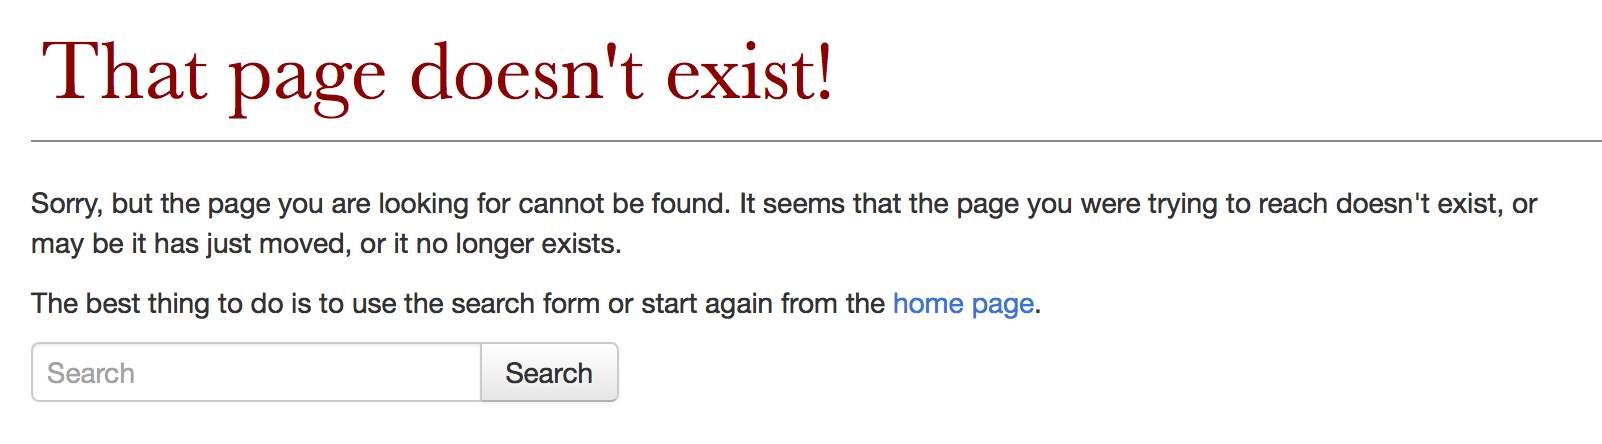 That page doesn't exist!
Sorry, but the page you are looking for cannot be found. It seems that the page you were trying to reach doesn't exist, or
may be it has just moved, or it no longer exists.
The best thing to do is to use the search form or start again from the home page.
Search Search